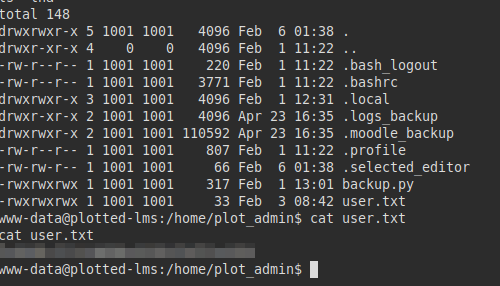 total 148
drwxrwxr-x 5 1001 1001 4096 Feb 6 01:38 .
drwxr-xr-x 4 0 0 4096 Feb 1 11:22 ..
-rw-r--r-- 1 1001 1001 220 Feb 1 11:22 .bash_logout
-rw-r--r-- 1 1001 1001 3771 Feb 1 11:22 .bashrc
drwxrwxr-x 3 1001 1001 4096 Feb 1 12:31 .local
drwxr-xr-x 2 1001 1001 4096 Apr 23 16:35 .logs_backup
drwxrwxr-x 2 1001 1001 110592 Apr 23 16:35 .moodle_backup
-rw-r--r-- 1 1001 1001 807 Feb 1 11:22 .profile
-rw-rw-r-- 1 1001 1001 66 Feb 6 01:38 .selected_editor
-rwxrwxrwx 1 1001 1001 317 Feb 1 13:01 backup.py
-rwxrwxrwx 1 1001 1001 33 Feb 3 08:42 user.txt
www-data@plotted-lms:/home/plot_admin$ cat user.txt
cat user.txt
www-data@plotted-lms:/home/plot_admin$